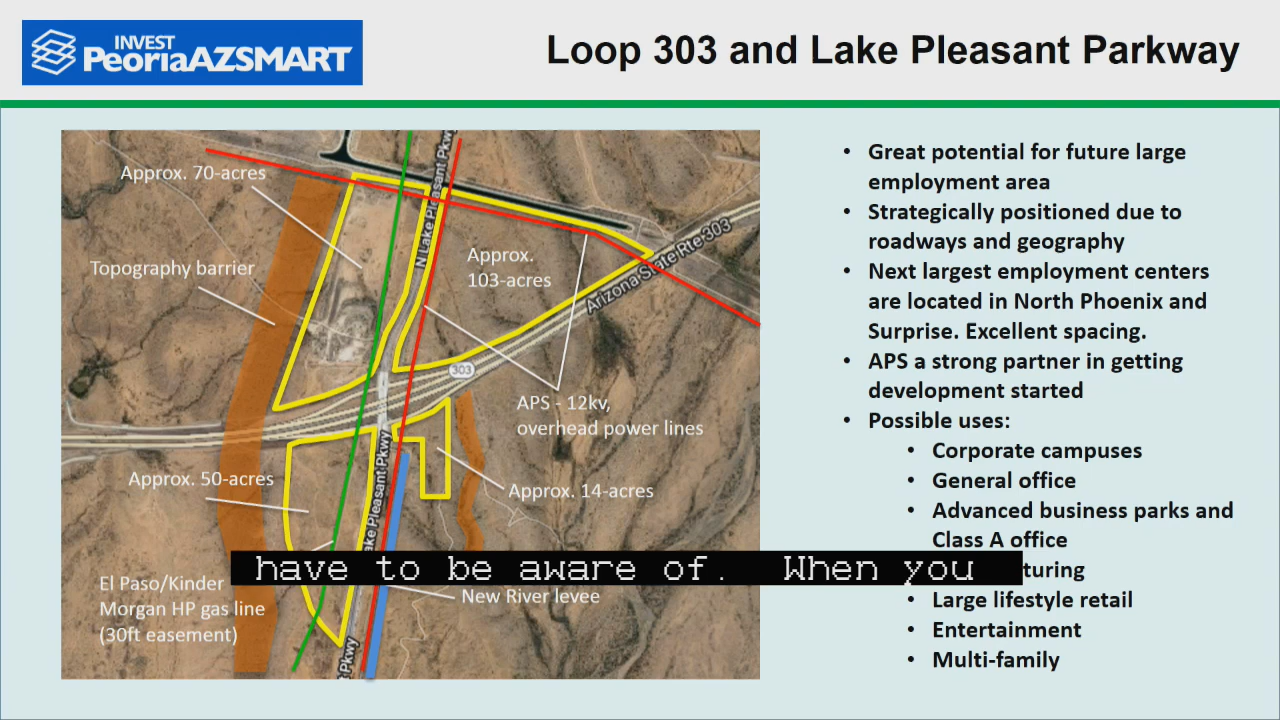 INVEST
PeoriaAZSMART
Loop 303 and Lake Pleasant Parkway
Approx. 70-acres
Topography barrier
N Lake Pleasant Pkwy
Approx.
103-acres
Arizona State Rte 303
303
APS - 12kv,
overhead power lines
Approx. 50-acres
Approx. 14-acres
Pleasant Pkwy
El Paso/Kinder
Morgan HP gas line
(30ft easement)
New River levee
Pkwy
• Great potential for future large
employment area
• Strategically positioned due to
roadways and geography
• Next largest employment centers
are located in North Phoenix and
Surprise. Excellent spacing.
• APS a strong partner in getting
development started
• Possible uses:
• Corporate campuses
• General office
• Advanced business parks and
Class A office
turing
• Large lifestyle retail
• Entertainment
• Multi-family
have to be aware of. When you